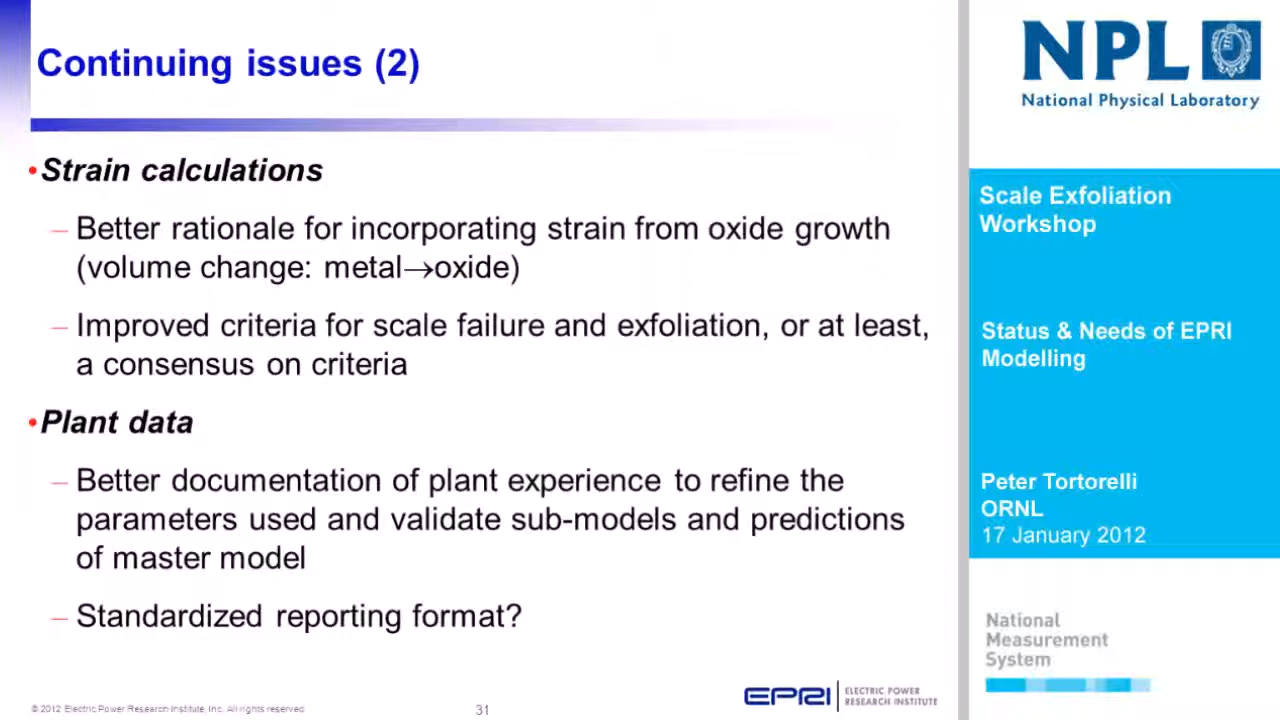 Continuing issues (2)
•Strain calculations
– Better rationale for incorporating strain from oxide growth
(volume change: metal→oxide)
– Improved criteria for scale failure and exfoliation, or at least,
a consensus on criteria
•Plant data
– Better documentation of plant experience to refine the
parameters used and validate sub-models and predictions
of master model
– Standardized reporting format?
© 2012 Electric Power Research Institute, Inc. All rights reserved
31
EPRI
ELECTRIC POWER
RESEARCH INSTITUTE
NPL
National Physical Laboratory
Scale Exfoliation
Workshop
Status & Needs of EPRI
Modelling
Peter Tortorelli
ORNL
17 January 2012
National
Measurement
System